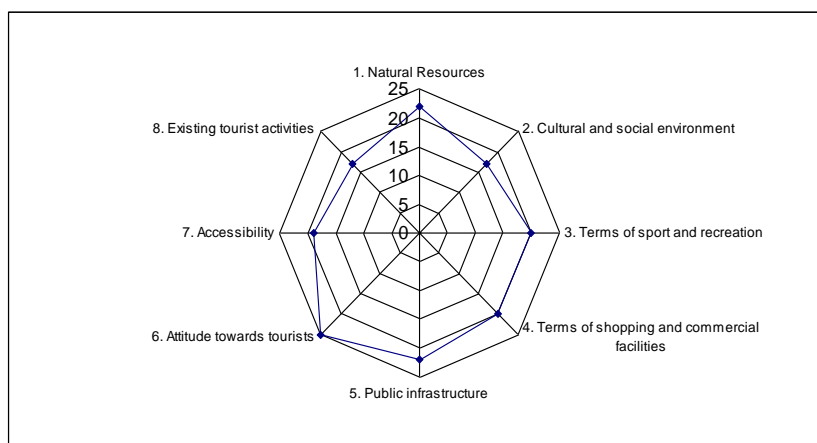 1. Natural Resources
25
20
15
10
5
0
2. Cultural and social environment
3. Terms of sport and recreation
4. Terms of shopping and commercial
facilities
5. Public infrastructure
6. Attitude towards tourists
7. Accessibility
8. Existing tourist activities